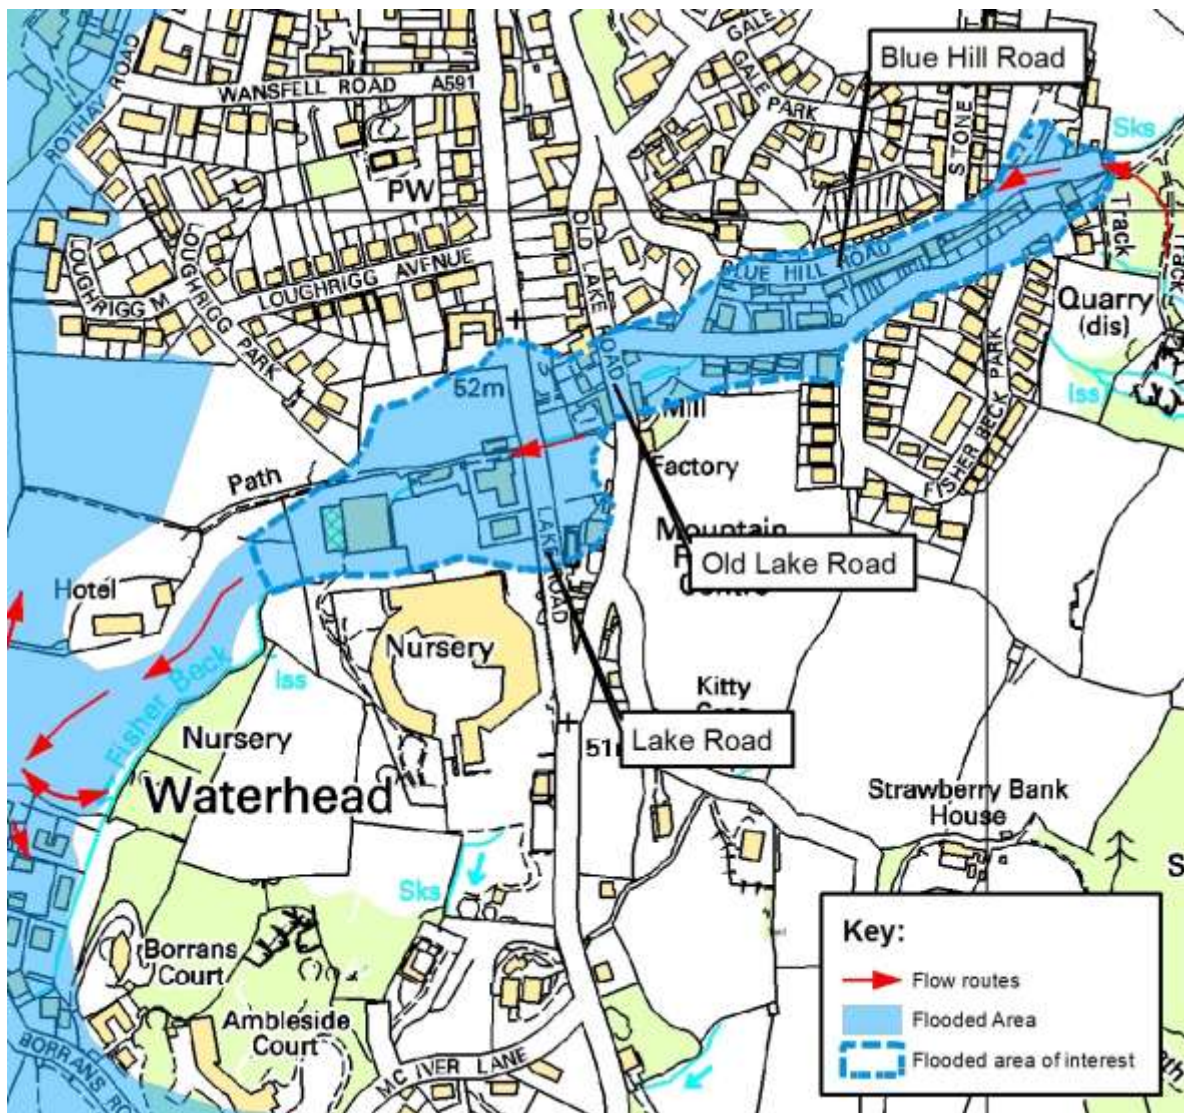 ROTHAY ROAD
WANSFELL ROAD
A591
GALE
GALE PARK
Blue Hill Road
STONE
Sks
PW
OLD LAKE ROAD
Track
Track
LOUGHRIGG M
LOUGHRIGG PARK
LOUGHRIGG AVENUE
BLUE HILL ROAD
Quarry
(dis)
Iss
52m
Mill
FISHER BECK PARK
Path
Factory
LAKE ROAD
Mountain
Old Lake Road
Centre
Hotel
Nursery
Kitty
Fisher Beck
Iss
Nursery
51
Lake Road
Waterhead
Strawberry Bank
House
Sks
S
Borrans
Court
Ambleside
Court
MC IVER LANE
BORRANS RO
Key:
Flow routes
Flooded Area
Flooded area of interest